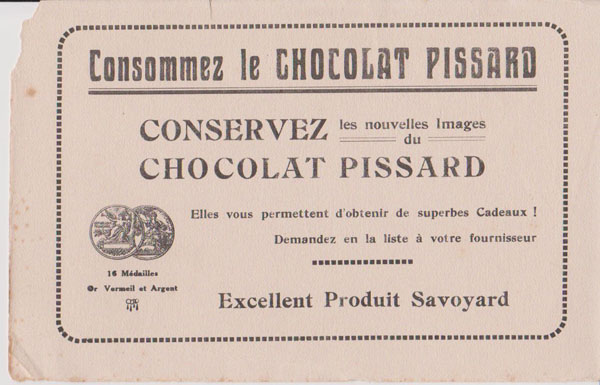 Consommez le CHOCOLAT PISSARD
CONSERVEZ les nouvelles Images du
CHOCOLAT PISSARD
Elles vous permettent d'obtenir de superbes Cadeaux !
Demandez en la liste à votre fournisseur
16 Médailles
Or Vermeil et Argent
Excellent Produit Savoyard